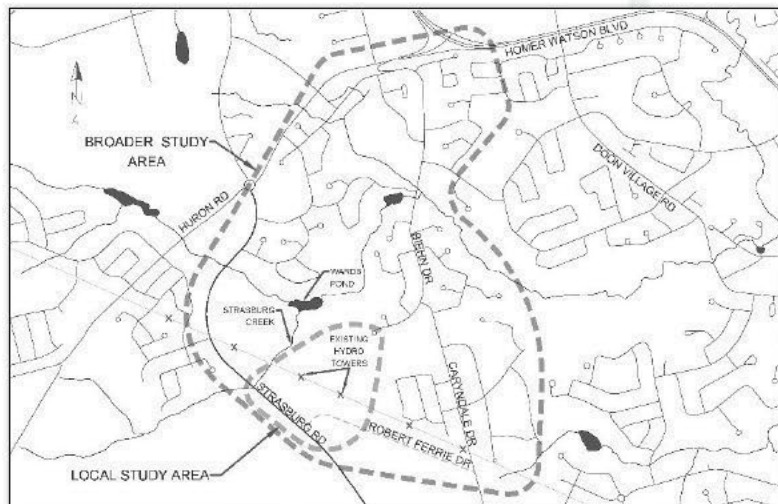 HOMER WATSON BLVD
N
BROADER STUDY
AREA
HURON RD
DOON VILLAGE RD
BIEHN DR
WARDS
POND
STRASBURG
CREEK
EXISTING
HYDRO
TOWERS
STRASBURG RD
CARYNDALE DR
ROBERT FERRIE DR
LOCAL STUDY AREA